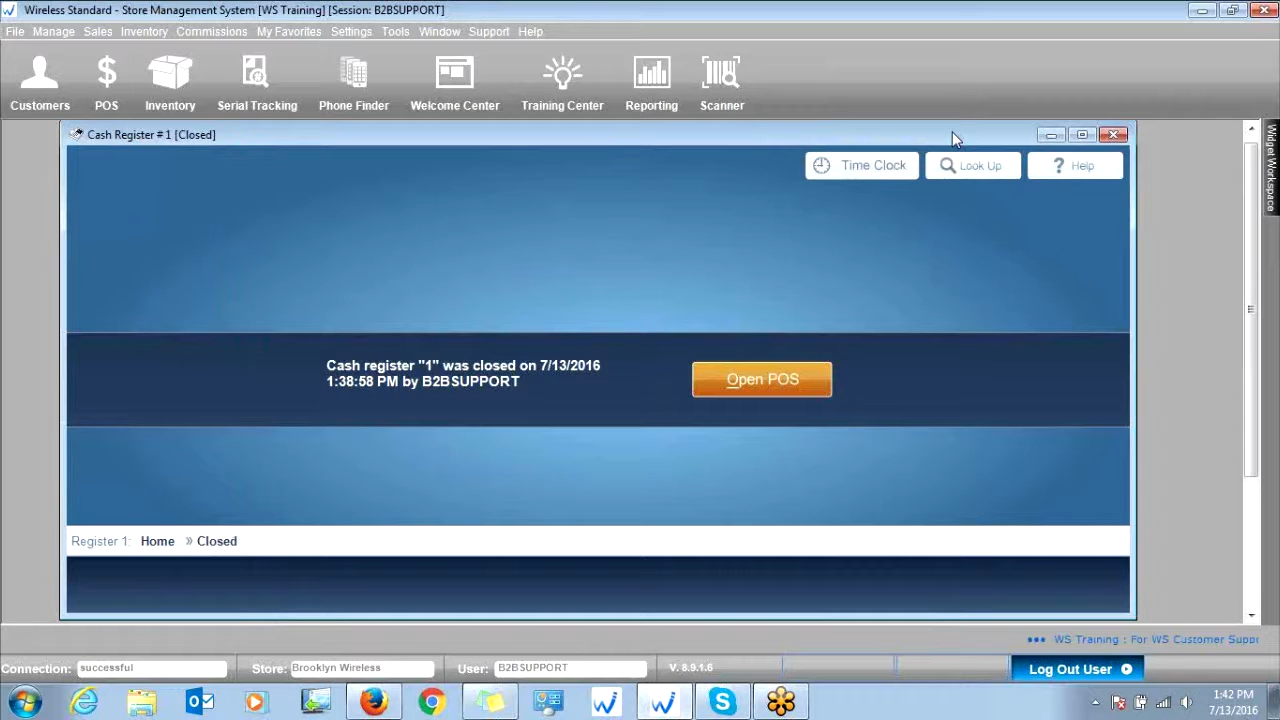 Wireless Standard - Store Management System [WS Training] [Session: B2BSUPPORT]
File Manage Sales Inventory Commissions My Favorites Settings Tools Window Support Help
Customers POS Inventory Serial Tracking Phone Finder Welcome Center Training Center Reporting Scanner
Widget Workspace
Cash Register #1 [Closed]
Time Clock Look Up Help
Cash register "1" was closed on 7/13/2016
1:38:58 PM by B2BSUPPORT
Open POS
Register 1: Home » Closed
••• WS Training : For WS Customer Suppo
Connection: successful Store: Brooklyn Wireless User: B2BSUPPORT V. 8.9.1.6 Log Out User
1:42 PM
7/13/2016